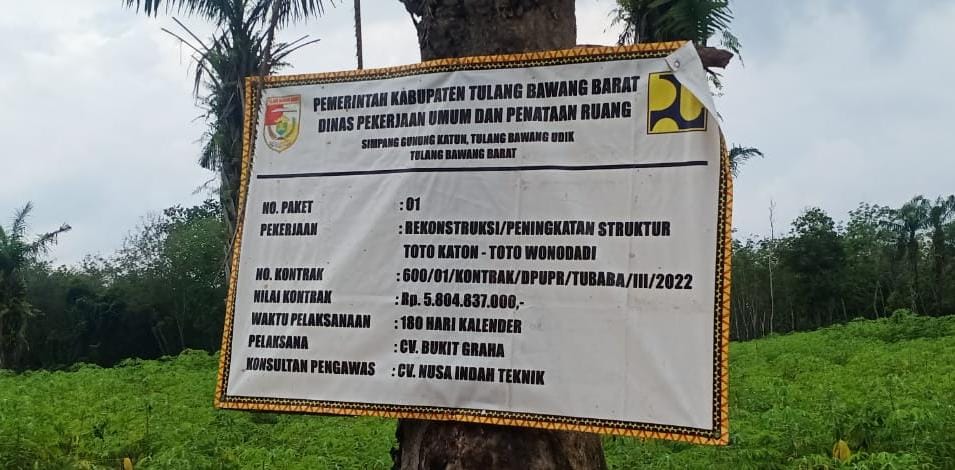 PEMERINTAH KABUPATEN TULANG BAWANG BARAT
DINAS PEKERJAAN UMUM DAN PENATAAN RUANG
SIMPANG GUNUNG KATUN, TULANG BAWANG UDIK
TULANG BAWANG BARAT
NO. PAKET : 01
PEKERJAAN : REKONSTRUKSI/PENINGKATAN STRUKTUR
TOTO KATON - TOTO WONODADI
NO. KONTRAK : 600/01/KONTRAK/DPUPR/TUBABA/III/2022
NILAI KONTRAK : Rp. 5.804.837.000,-
WAKTU PELAKSANAAN : 180 HARI KALENDER
PELAKSANA : CV. BUKIT GRAHA
KONSULTAN PENGAWAS : CV. NUSA INDAH TEKNIK